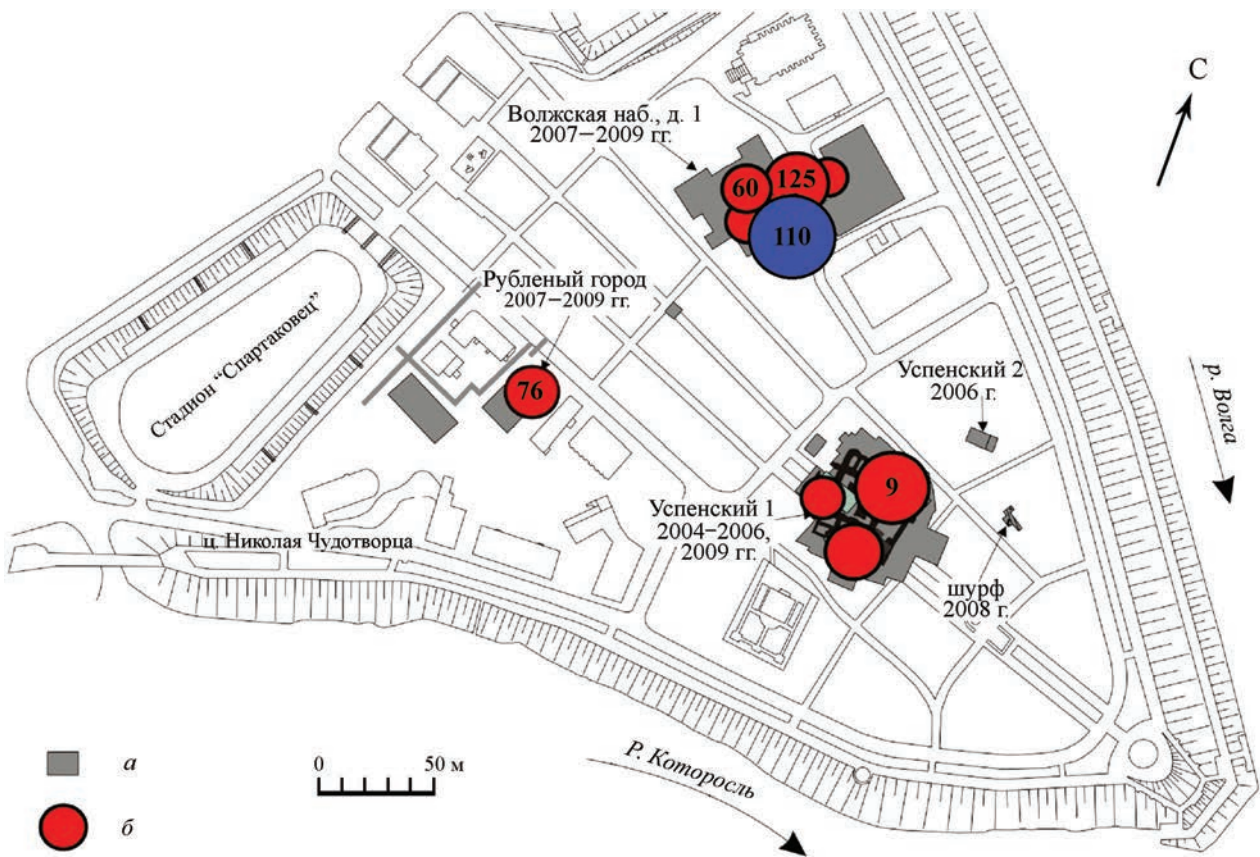 С
Волжская наб., д. 1
2007–2009 гг.
60
125
110
Рубленый город
2007–2009 гг.
76
Стадион “Спартаковец”
Успенский 2
2006 г.
р. Волга
9
Успенский 1
2004–2006,
2009 гг.
ц. Николая Чудотворца
шурф
2008 г.
Р. Которосль
а
0 50 м
б